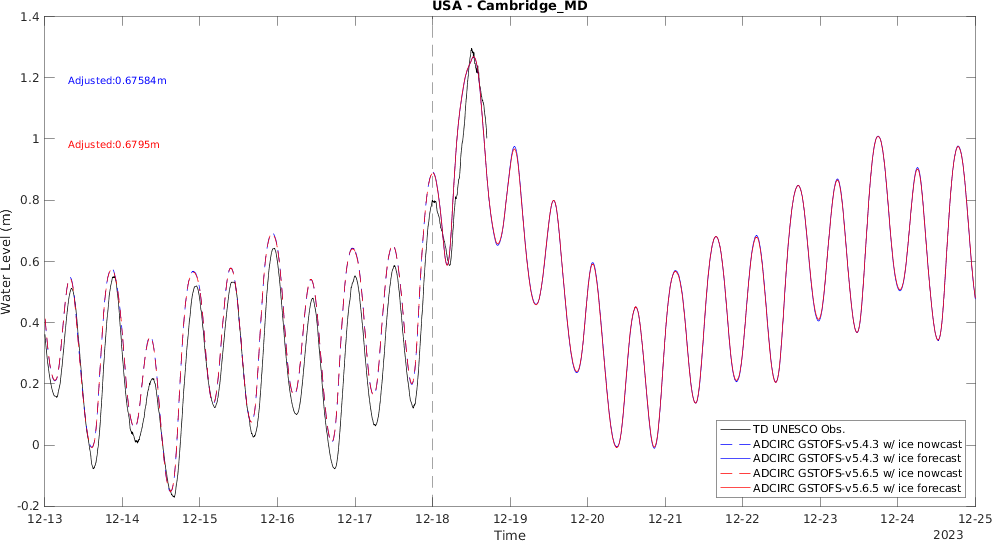 USA - Cambridge_MD
1.4
1.2
1
0.8
0.6
0.4
0.2
0
-0.2
Water Level (m)
Adjusted:0.67584m
Adjusted:0.6795m
TD UNESCO Obs.
ADCIRC GSTOFS-v5.4.3 w/ ice nowcast
ADCIRC GSTOFS-v5.4.3 w/ ice forecast
ADCIRC GSTOFS-v5.6.5 w/ ice nowcast
ADCIRC GSTOFS-v5.6.5 w/ ice forecast
12-13 12-14 12-15 12-16 12-17 12-18 12-19 12-20 12-21 12-22 12-23 12-24 12-25
Time
2023